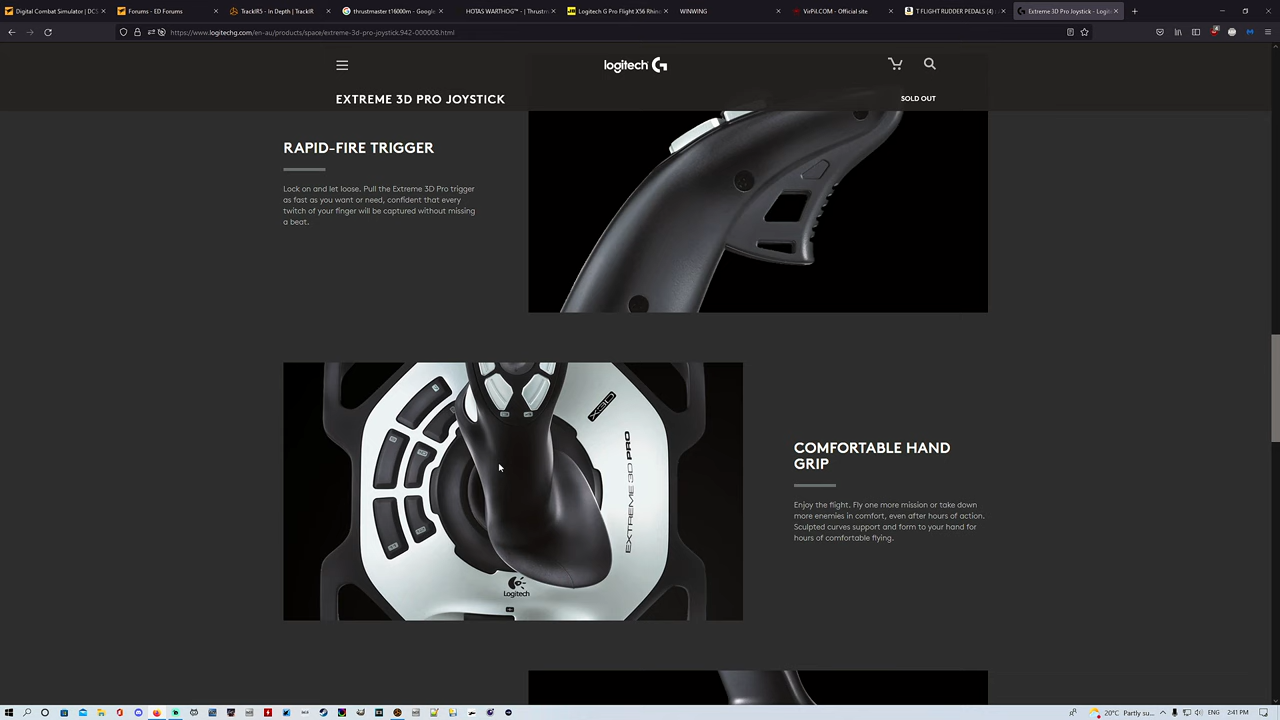 Digital Combat Simulator | DCS
Forums - ED Forums
TrackIR5 - In Depth | TrackIR
thrustmaster t16000m - Google
HOTAS WARTHOG™ - | Thrustm
Logitech G Pro Flight X56 Rhino
WINWING
VirPil.COM - Official site
T FLIGHT RUDDER PEDALS (4) |
Extreme 3D Pro Joystick - Logit
https://www.logitechg.com/en-au/products/space/extreme-3d-pro-joystick.942-000008.html
logitech G
EXTREME 3D PRO JOYSTICK
SOLD OUT
RAPID-FIRE TRIGGER
Lock on and let loose. Pull the Extreme 3D Pro trigger
as fast as you want or need, confident that every
twitch of your finger will be captured without missing
a beat.
X3D
EXTREME 3D PRO
Logitech
COMFORTABLE HAND
GRIP
Enjoy the flight. Fly one more mission or take down
more enemies in comfort, even after hours of action.
Sculpted curves support and form to your hand for
hours of comfortable flying.
20°C Partly su...
ENG
2:41 PM